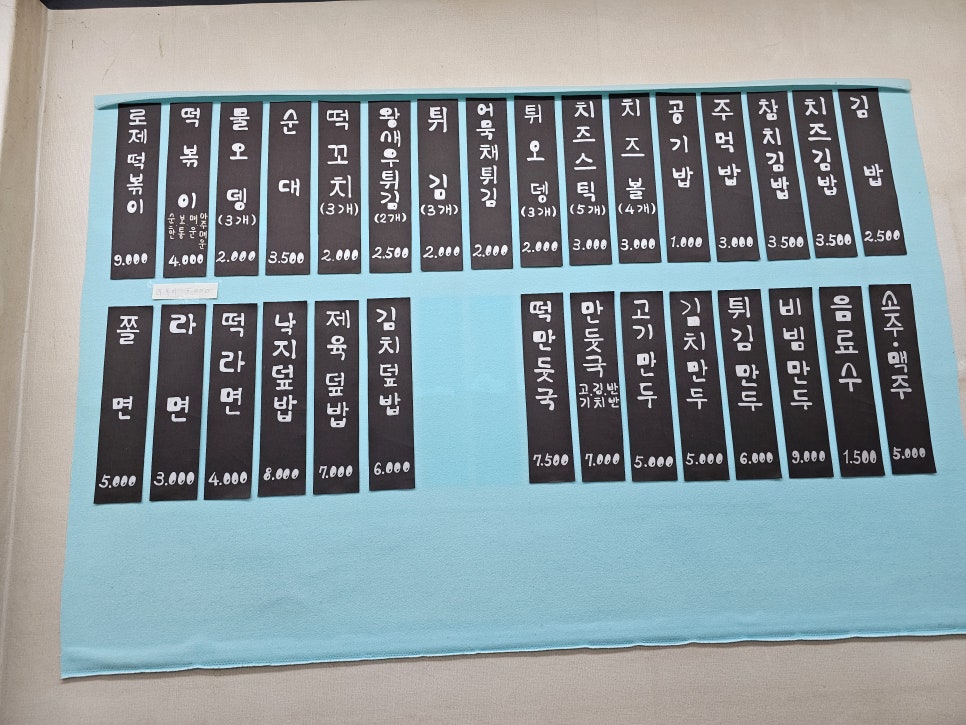 로제떡볶이 9.000
떡볶이 순한 보통 매운 아주매운 4.000
물오뎅 (3개) 2.000
순대 3.500
떡꼬치 (3개) 2.000
왕새우튀김 (2개) 2.500
튀김 (3개) 2.000
어묵채튀김 2.000
튀오뎅 (3개) 2.000
치즈스틱 (5개) 3.000
치즈볼 (4개) 3.000
공기밥 1.000
주먹밥 3.000
참치김밥 3.500
치즈김밥 3.500
김밥 2.500
쫄면 5.000
라면 3.000
떡라면 4.000
낙지덮밥 8.000
제육덮밥 7.000
김치덮밥 6.000
떡만둣국 7.500
만둣국 고기, 김치, 반반 7.000
고기만두 5.000
김치만두 5.000
튀김만두 6.000
비빔만두 9.000
음료수 1.500
소주·맥주 5.000